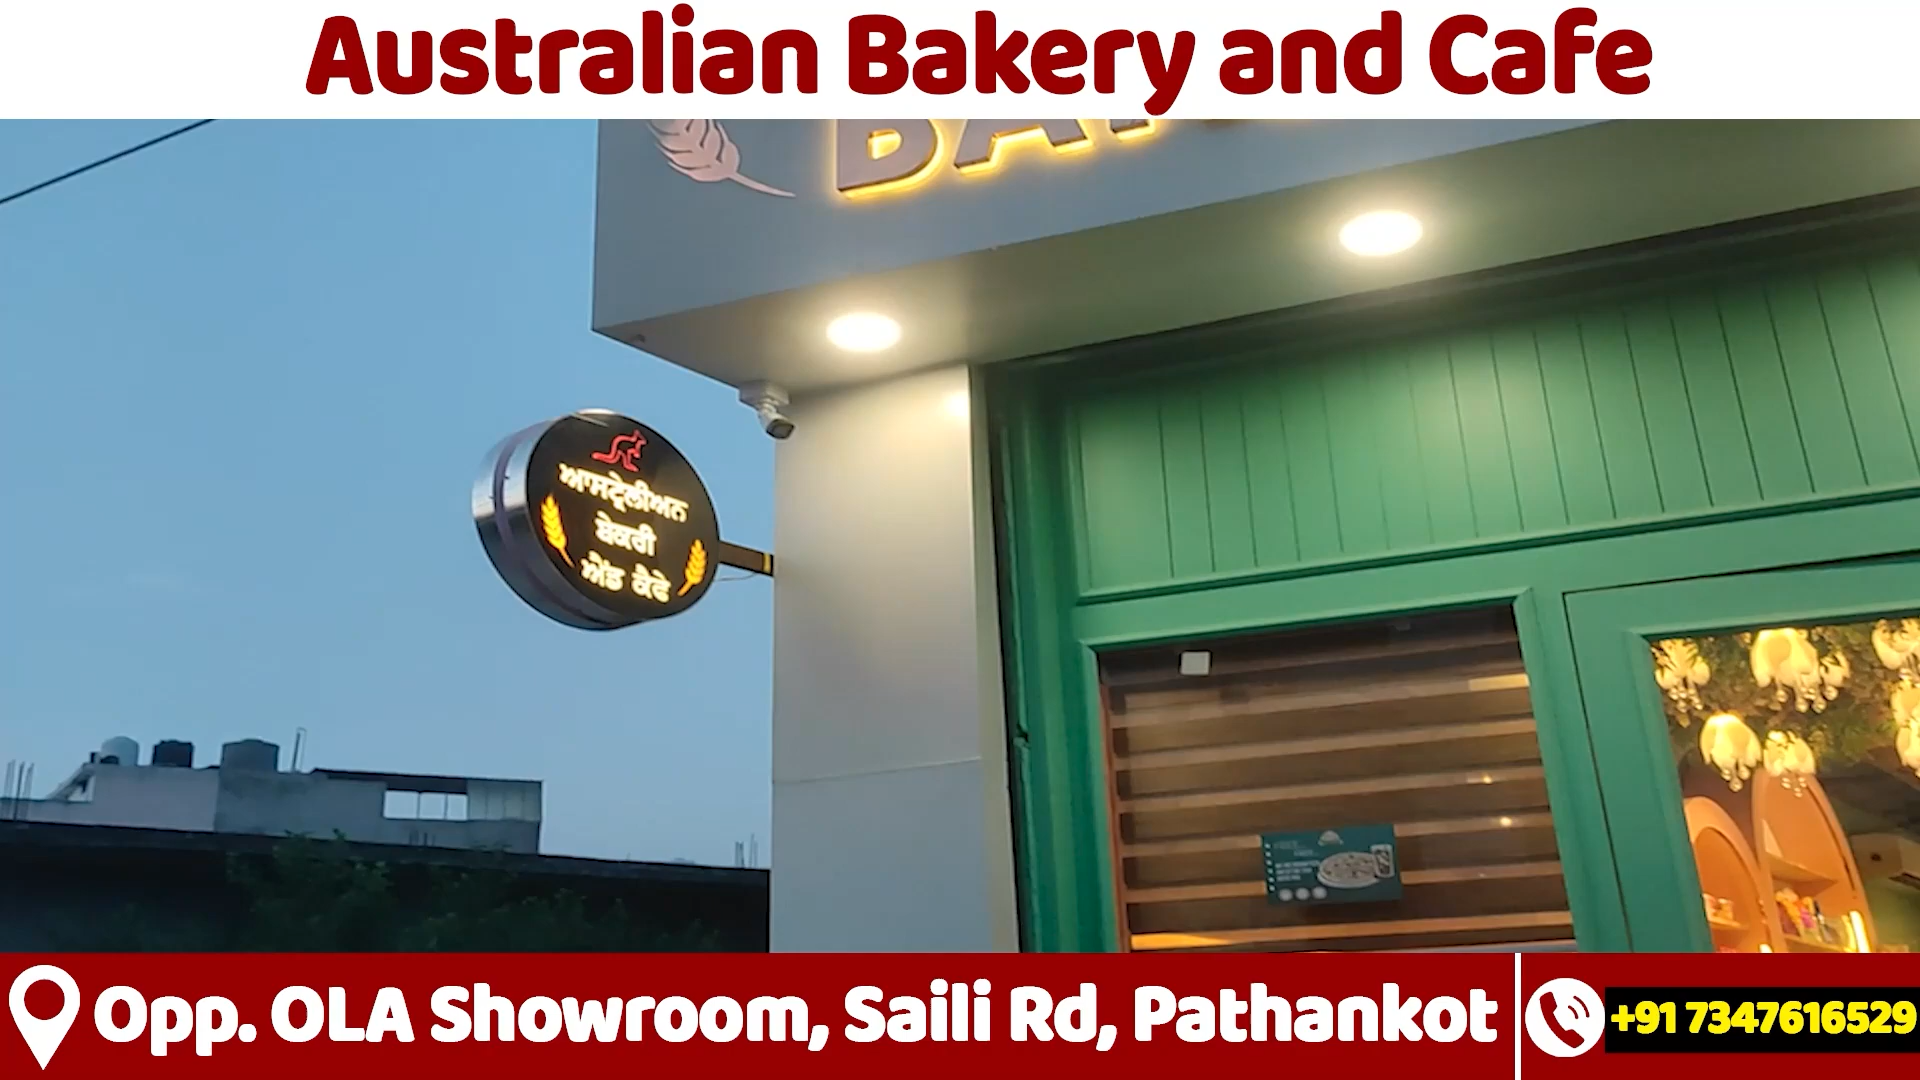 Australian Bakery and Cafe
ਆਸਟ੍ਰੇਲੀਅਨ
ਬੇਕਰੀ
ਐਂਡ ਕੈਫੇ
Opp. OLA Showroom, Saili Rd, Pathankot
+91 7347616529